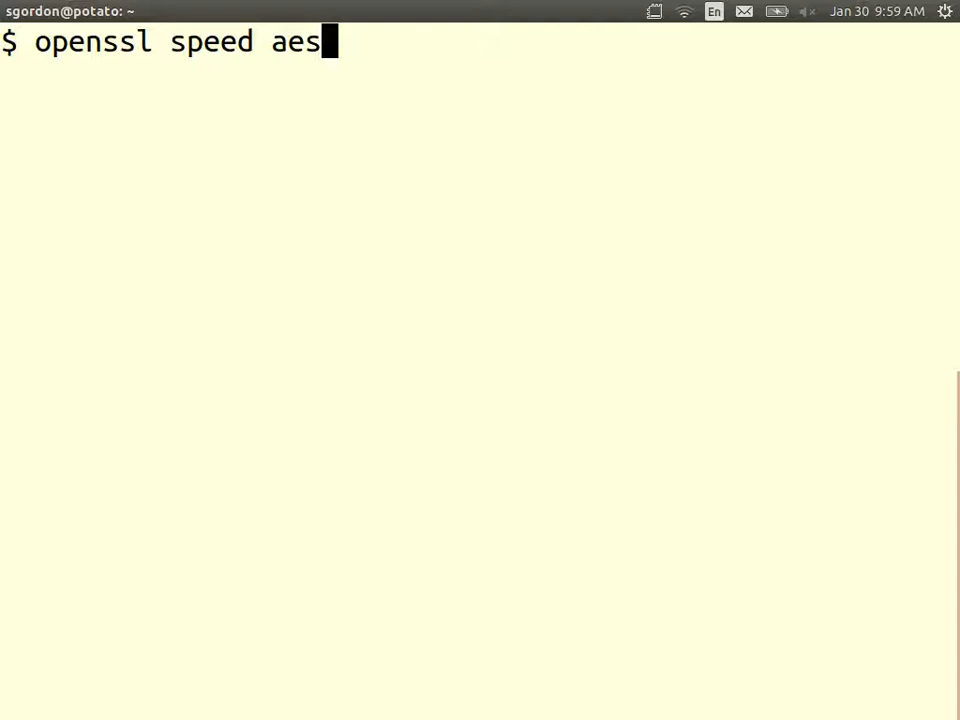 sgordon@potato: ~
En
Jan 30 9:59 AM
$ openssl speed aes